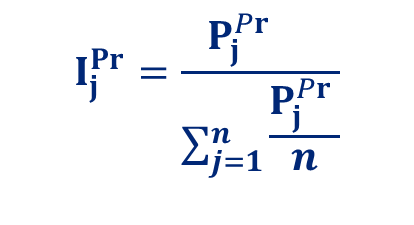 I_j^Pr = P_j^Pr / (∑_{j=1}^n P_j^Pr / n)